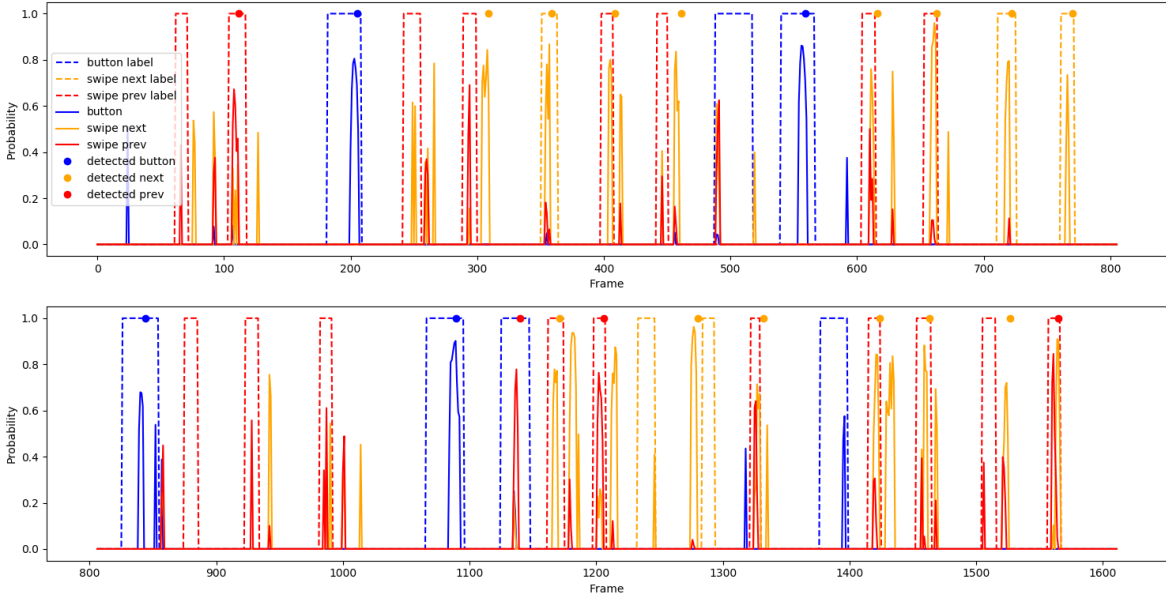 1.0
0.8
0.6
0.4
0.2
0.0
Probability
button label
swipe next label
swipe prev label
button
swipe next
swipe prev
detected button
detected next
detected prev
0 100 200 300 400 500 600 700 800
Frame
1.0
0.8
0.6
0.4
0.2
0.0
Probability
800 900 1000 1100 1200 1300 1400 1500 1600
Frame